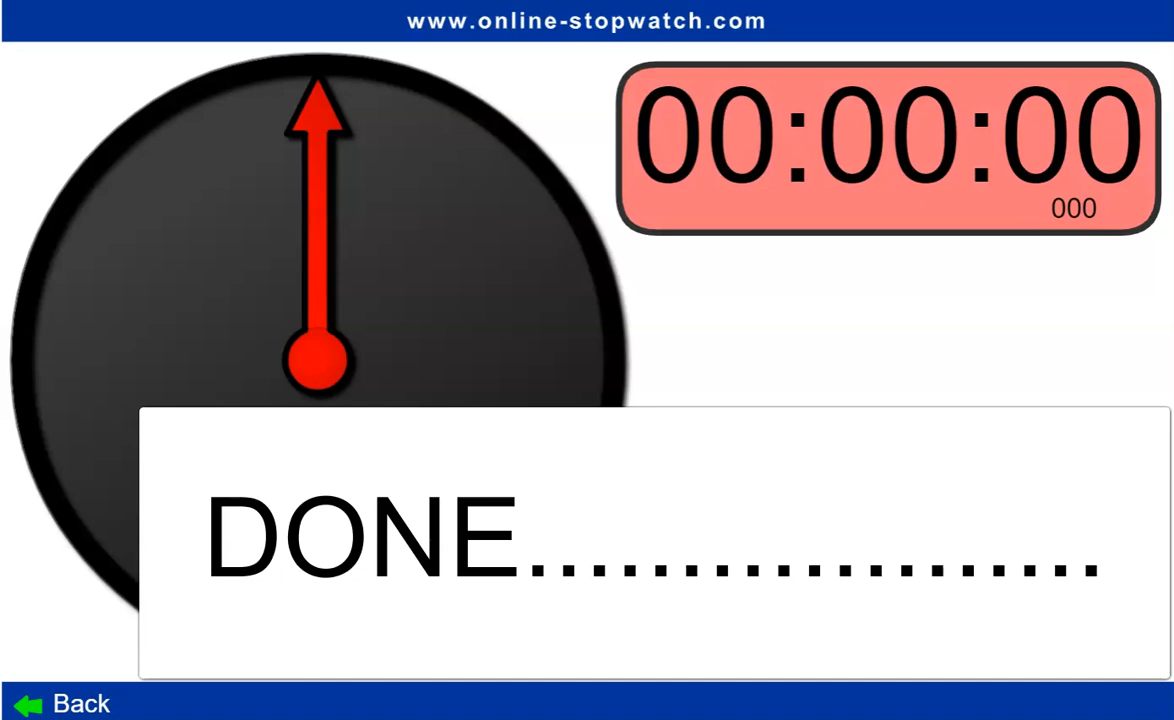 www.online-stopwatch.com
00:00:00
000
DONE...................
Back